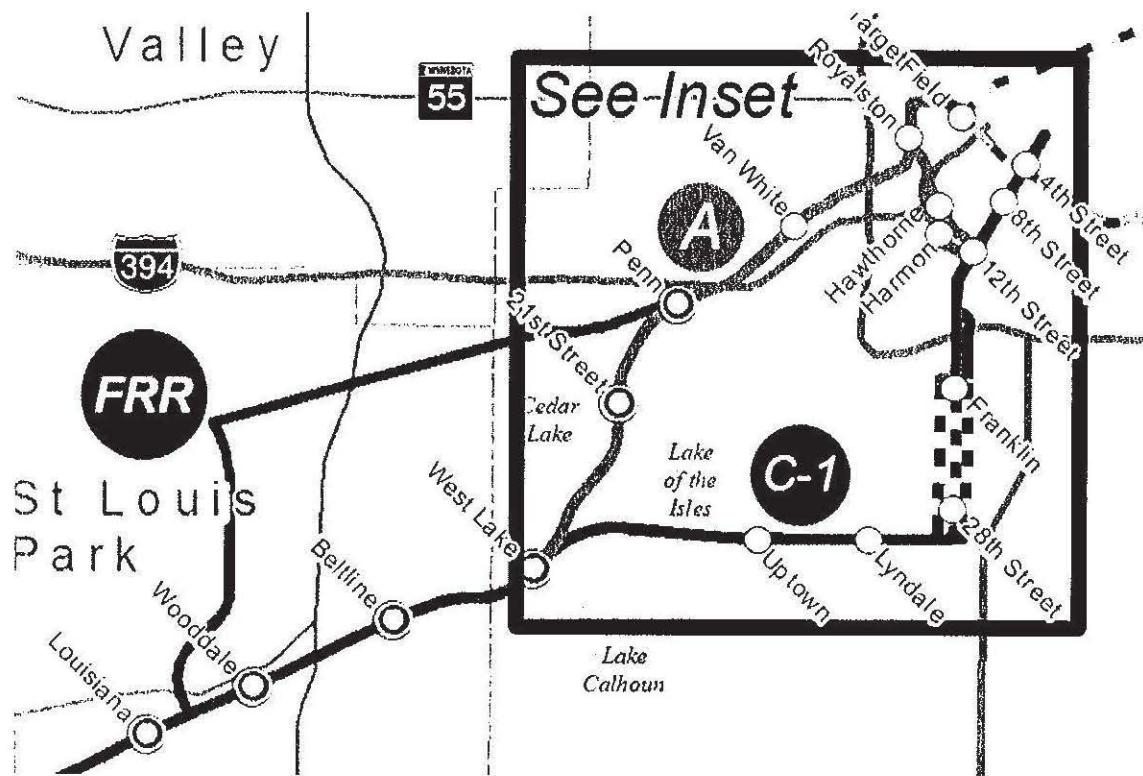 Valley
MINNESOTA
55
See Inset
Target Field
Royalston
Van White
4th Street
8th Street
A
Hawthorne
Harmon
12th Street
394
Penn
21st Street
FRR
Cedar
Lake
Franklin
Lake
of the
Isles
C-1
St Louis
Park
West Lake
28th Street
Beltline
Uptown
Lyndale
Wooddale
Louisiana
Lake
Calhoun